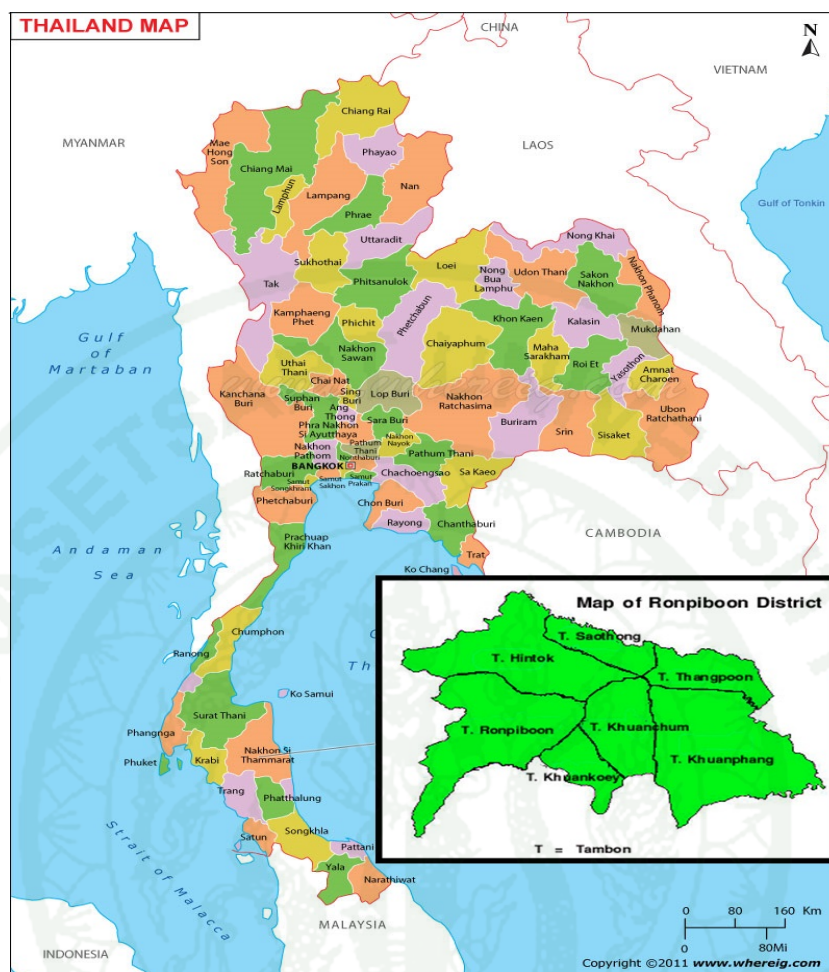 THAILAND MAP
CHINA
N
VIETNAM
MYANMAR
LAOS
Chiang Rai
Mae
Hong
Son
Phayao
Chiang Mai
Nan
Lamphun
Lampang
Phrae
Gulf of Tonkin
Uttaradit
Nong Khai
Sukhothai
Loei
Udon Thani
Nong
Bua
Lamphu
Sakon
Nakhon
Nakhon Phanom
Tak
Phitsanulok
Phetchabun
Kamphaeng
Phet
Phichit
Khon Kaen
Kalasin
Mukdahan
Gulf
of
Martaban
Nakhon
Sawan
Chaiyaphum
Maha
Sarakham
Roi Et
Yasothon
Amnat
Charoen
Uthai
Thani
Chai Nat
Kanchana
Buri
Suphan
Buri
Sing
Buri
Lop Buri
Nakhon
Ratchasima
Ang
Thong
Phra Nakhon
Si Ayutthaya
Sara Buri
Buriram
Srin
Sisaket
Ubon
Ratchathani
Nakhon
Pathom
Pathum
Thani
Nonthaburi
Nakhon
Nayok
Pathum Thani
BANGKOK
Chachoengsao
Sa Kaeo
Ratchaburi
Samut
Songkhram
Samut
Sakhon
Samut
Prakan
Phetchaburi
Chon Buri
Rayong
Chanthaburi
CAMBODIA
Prachuap
Khiri Khan
Trat
Andaman
Sea
Ko Chang
Map of Ronpiboon District
T. Saothong
T. Hintok
T. Thangpoon
T. Ronpiboon
T. Khuanchum
T. Khuanphang
T. Khuankoey
T = Tambon
Chumphon
Ranong
Ko Samui
Surat Thani
Phangnga
Nakhon Si
Thammarat
Phuket
Krabi
Trang
Phatthalung
Satun
Songkhla
Pattani
Yala
Narathiwat
Strait of Malacca
MALAYSIA
INDONESIA
0 80 160 Km
0 80Mi
Copyright ©2011 www.whereig.com